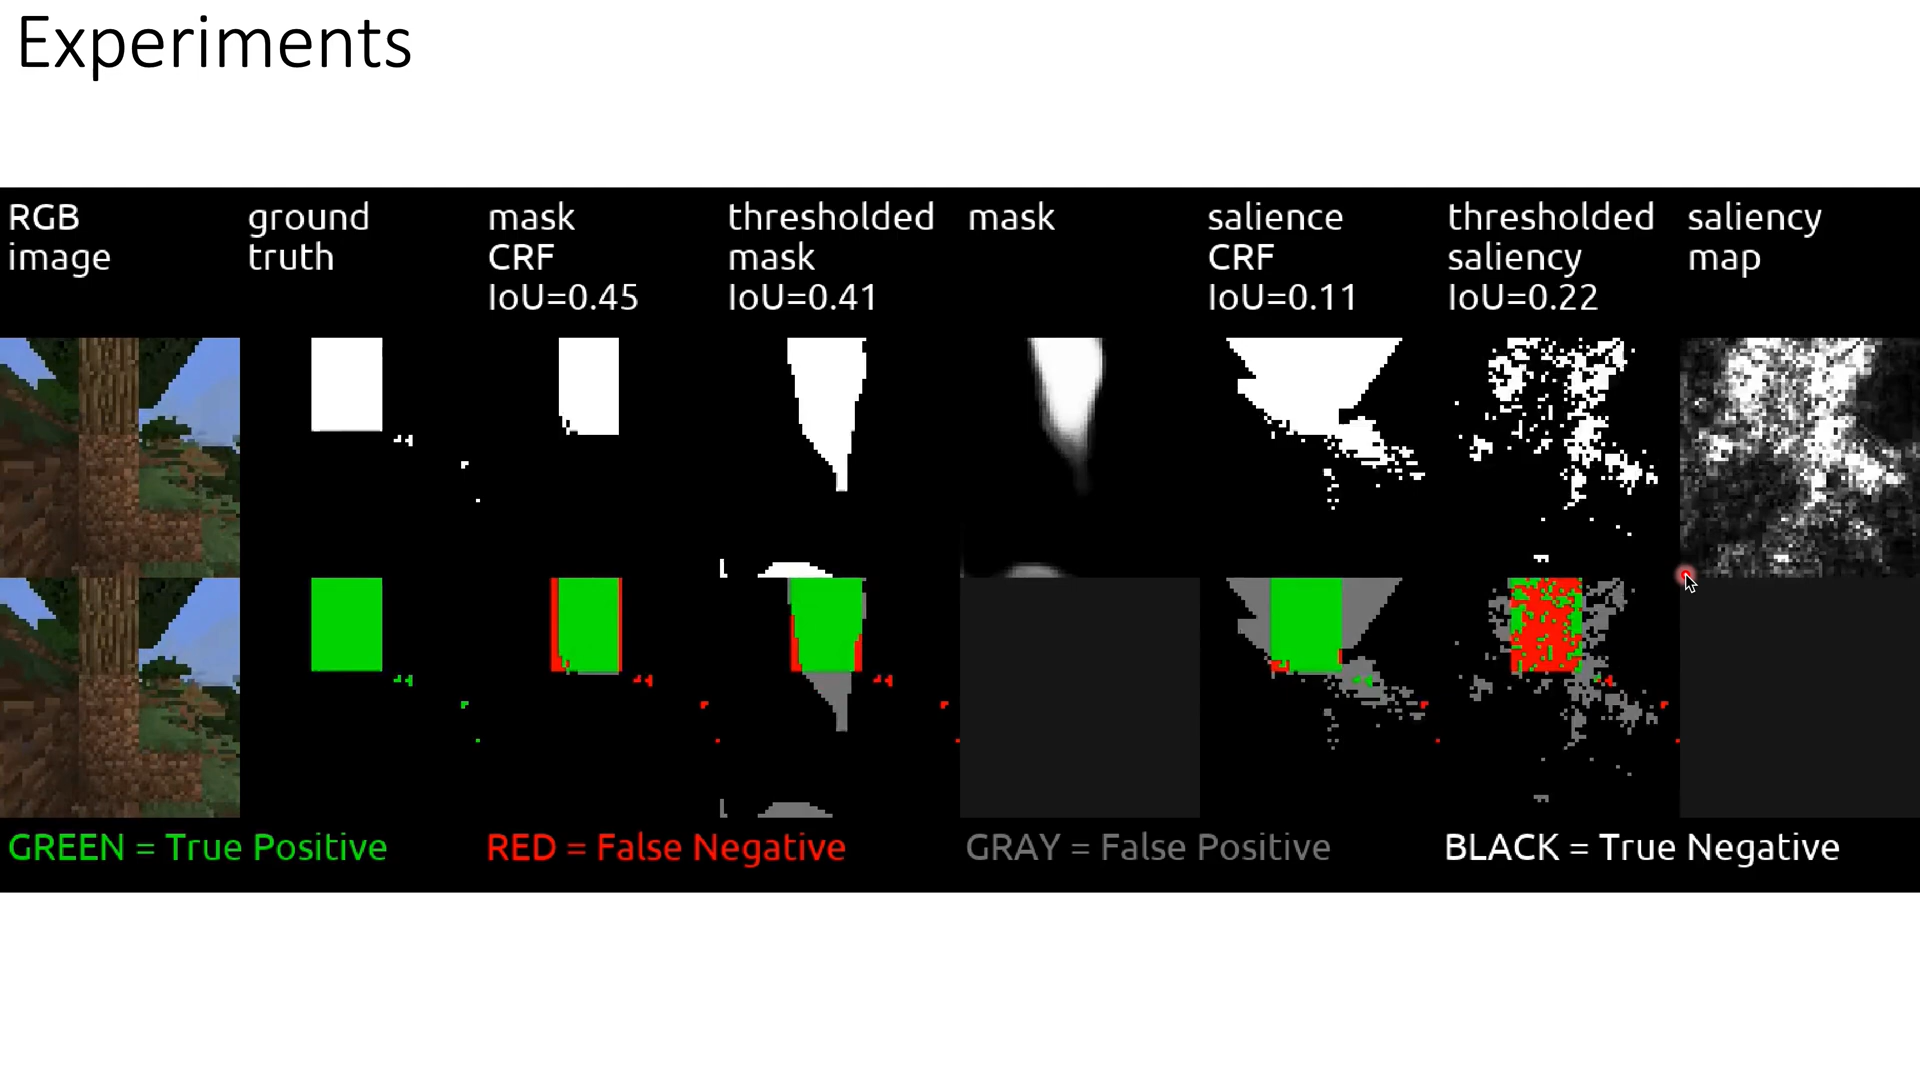 Experiments
RGB
image
ground
truth
mask
CRF
IoU=0.45
thresholded
mask
IoU=0.41
mask
salience
CRF
IoU=0.11
thresholded
saliency
IoU=0.22
saliency
map
GREEN = True Positive
RED = False Negative
GRAY = False Positive
BLACK = True Negative